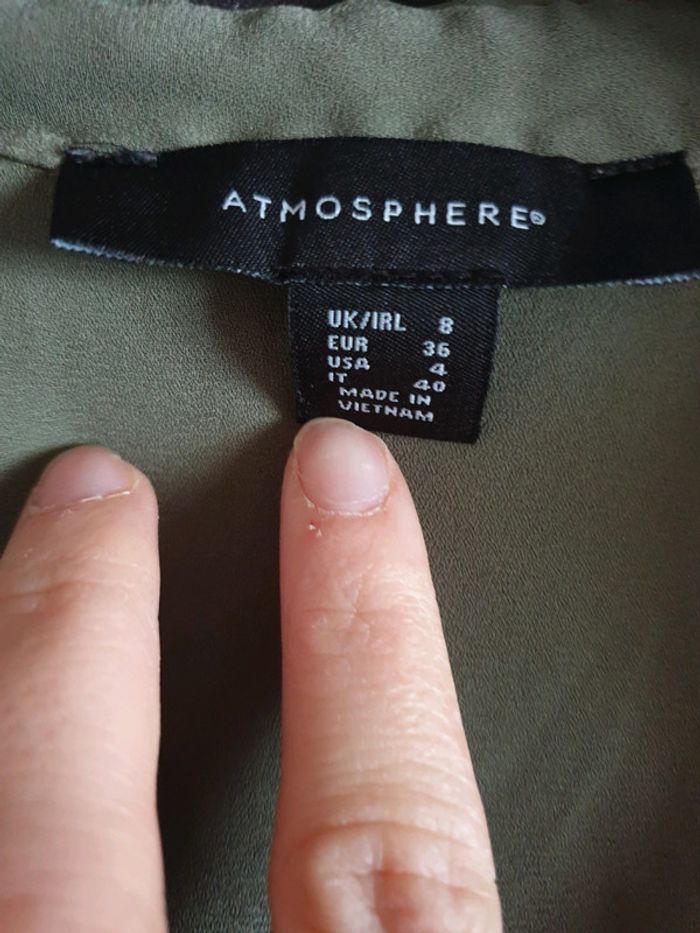 ATMOSPHERE®
UK/IRL 8
EUR 36
USA 4
IT 40
MADE IN
VIETNAM